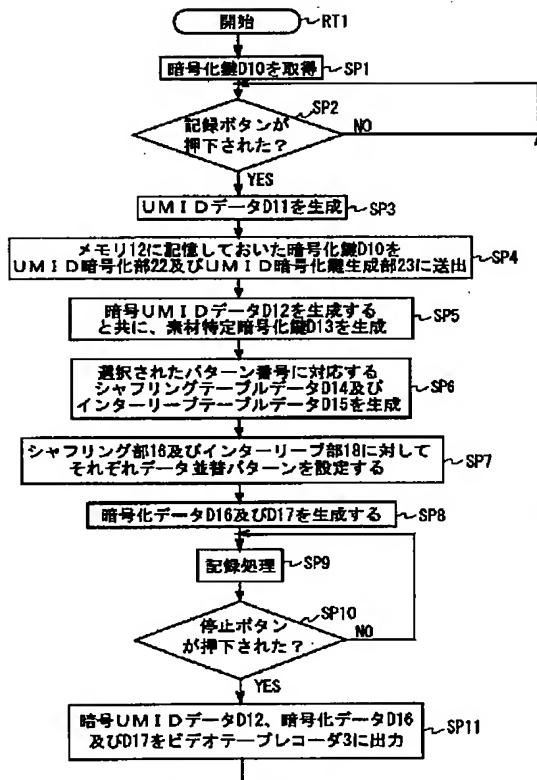 開始
RT1
暗号化鍵D10を取得
SP1
SP2
記録ボタンが
押下された？
NO
YES
UMIDデータD11を生成
SP3
メモリ12に記憶しておいた暗号化鍵D10を
UMID暗号化部22及びUMID暗号化鍵生成部23に送出
SP4
暗号UMIDデータD12を生成する
と共に、素材特定暗号化鍵D13を生成
SP5
選択されたパターン番号に対応する
シャフリングテーブルデータD14及び
インターリーブテーブルデータD15を生成
SP6
シャフリング部16及びインターリーブ部18に対して
それぞれデータ並替パターンを設定する
SP7
暗号化データD16及びD17を生成する
SP8
記録処理
SP9
SP10
停止ボタン
が押下された？
NO
YES
暗号UMIDデータD12、暗号化データD16
及びD17をビデオテープレコーダ3に出力
SP11